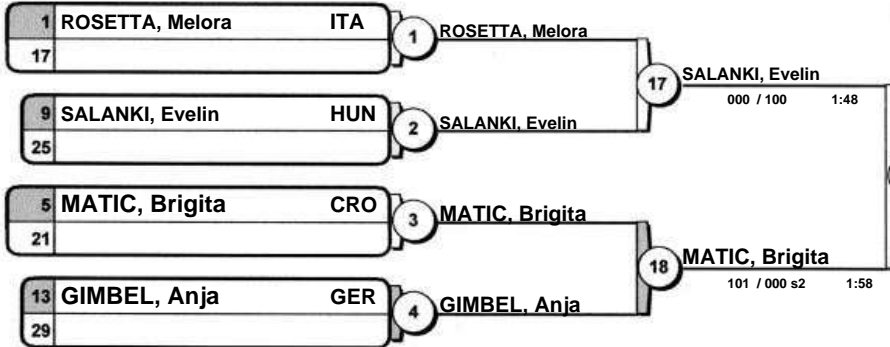 1 ROSETTA, Melora ITA
17
1 ROSETTA, Melora
9 SALANKI, Evelin HUN
25
2 SALANKI, Evelin
17 SALANKI, Evelin
000 / 100 1:48
5 MATIC, Brigita CRO
21
3 MATIC, Brigita
13 GIMBEL, Anja GER
29
4 GIMBEL, Anja
18 MATIC, Brigita
101 / 000 s2 1:58